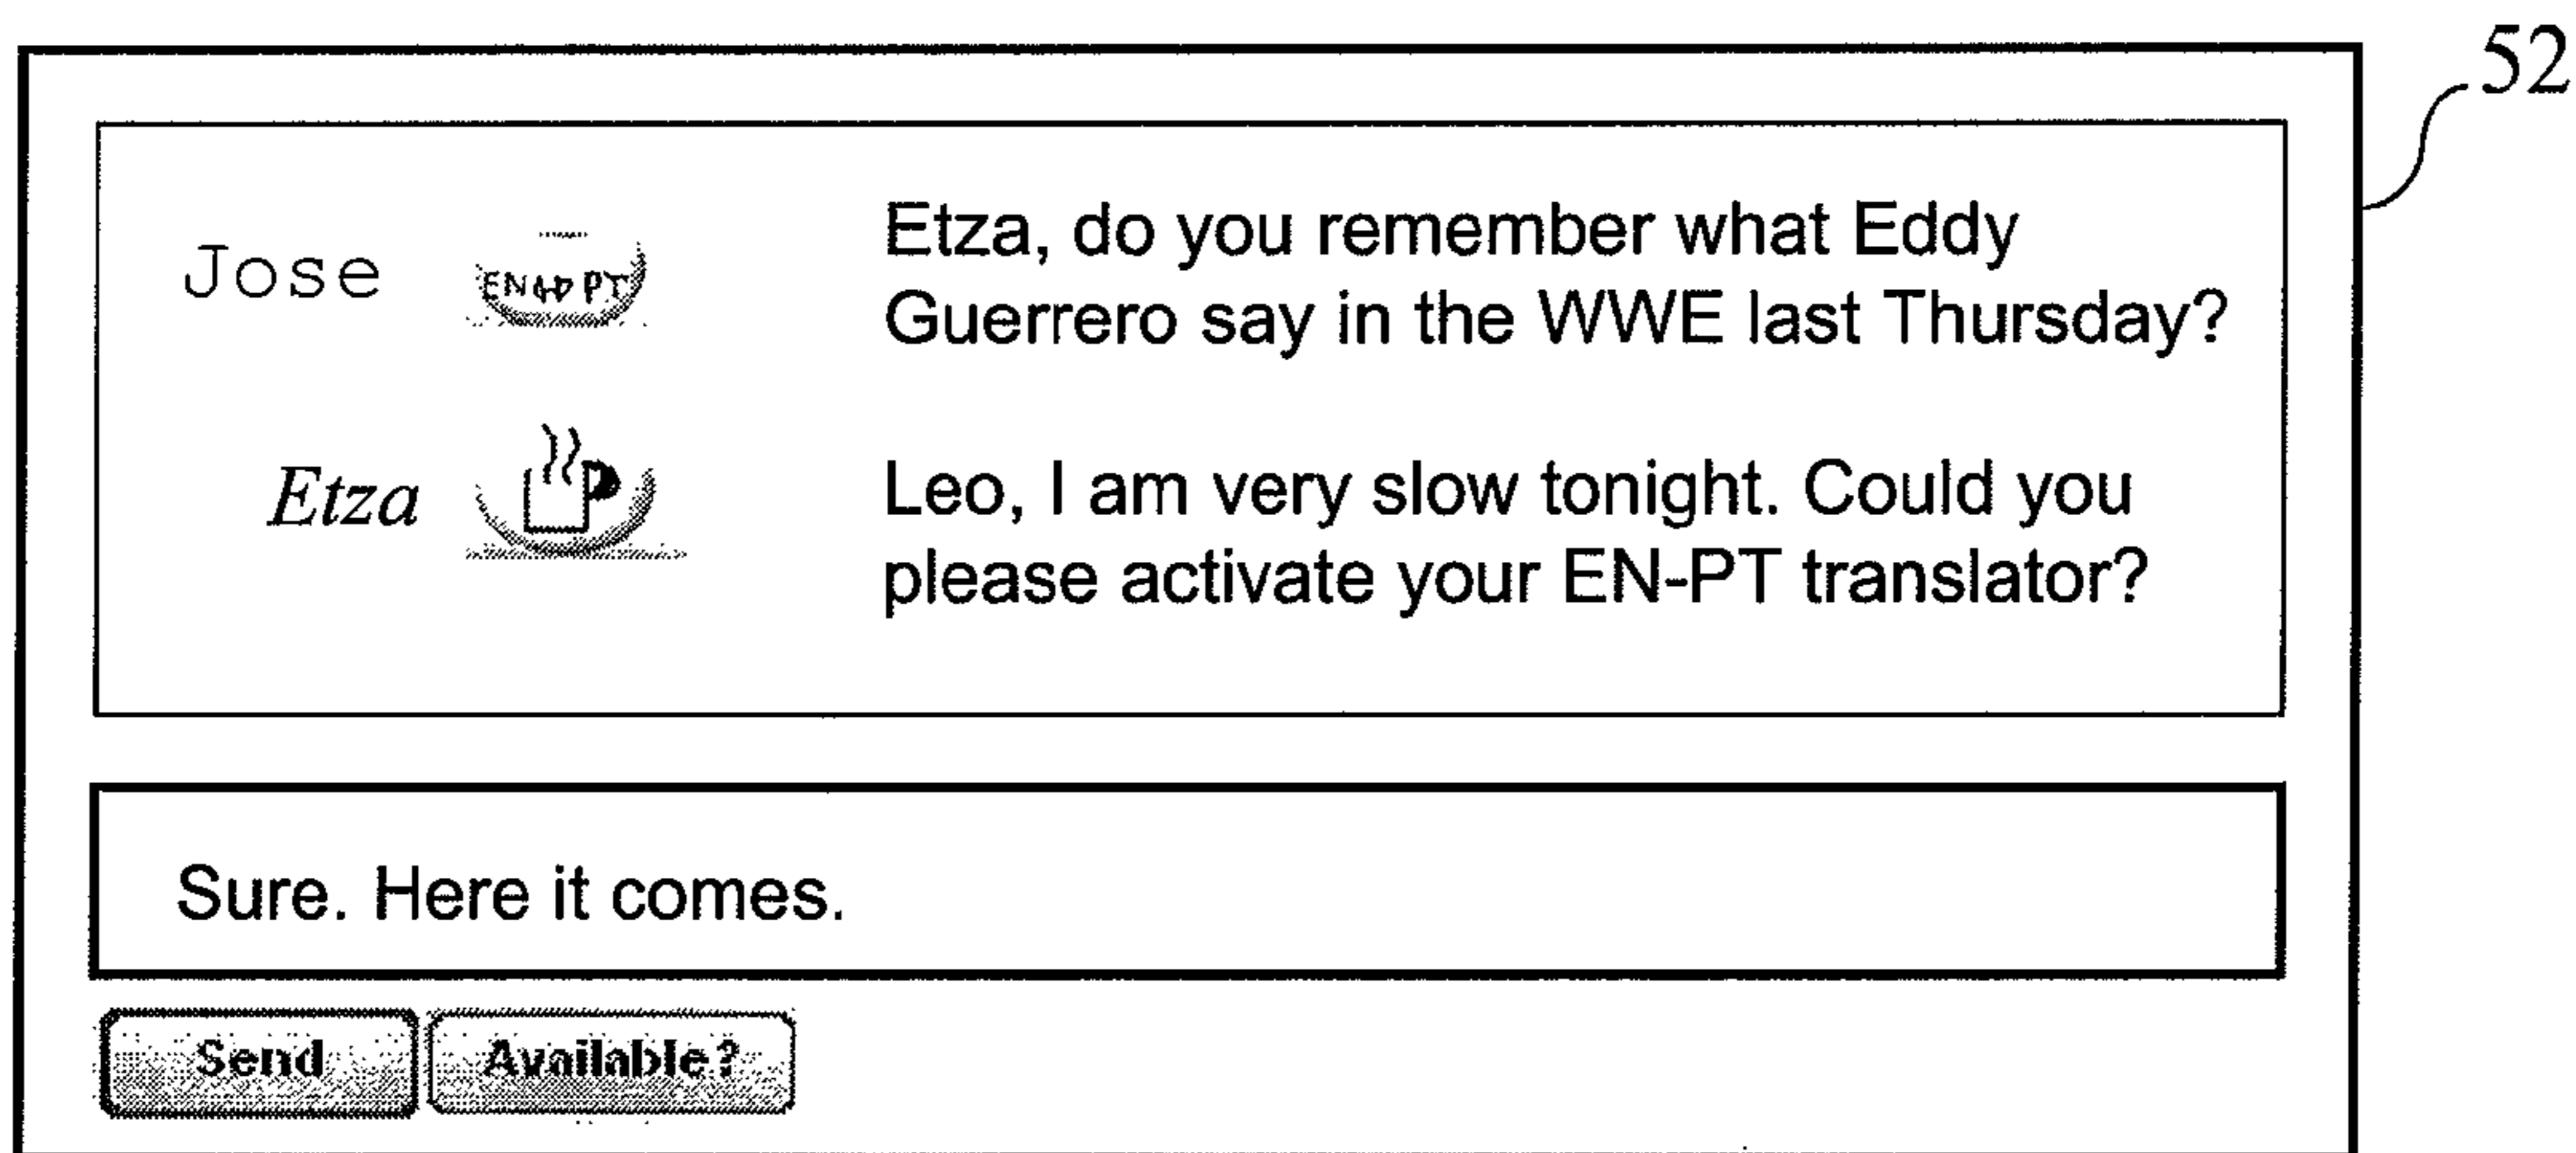 52
Jose EN↔PT Etza, do you remember what Eddy
Guerrero say in the WWE last Thursday?
Etza Leo, I am very slow tonight. Could you
please activate your EN-PT translator?
Sure. Here it comes.
Send Available?